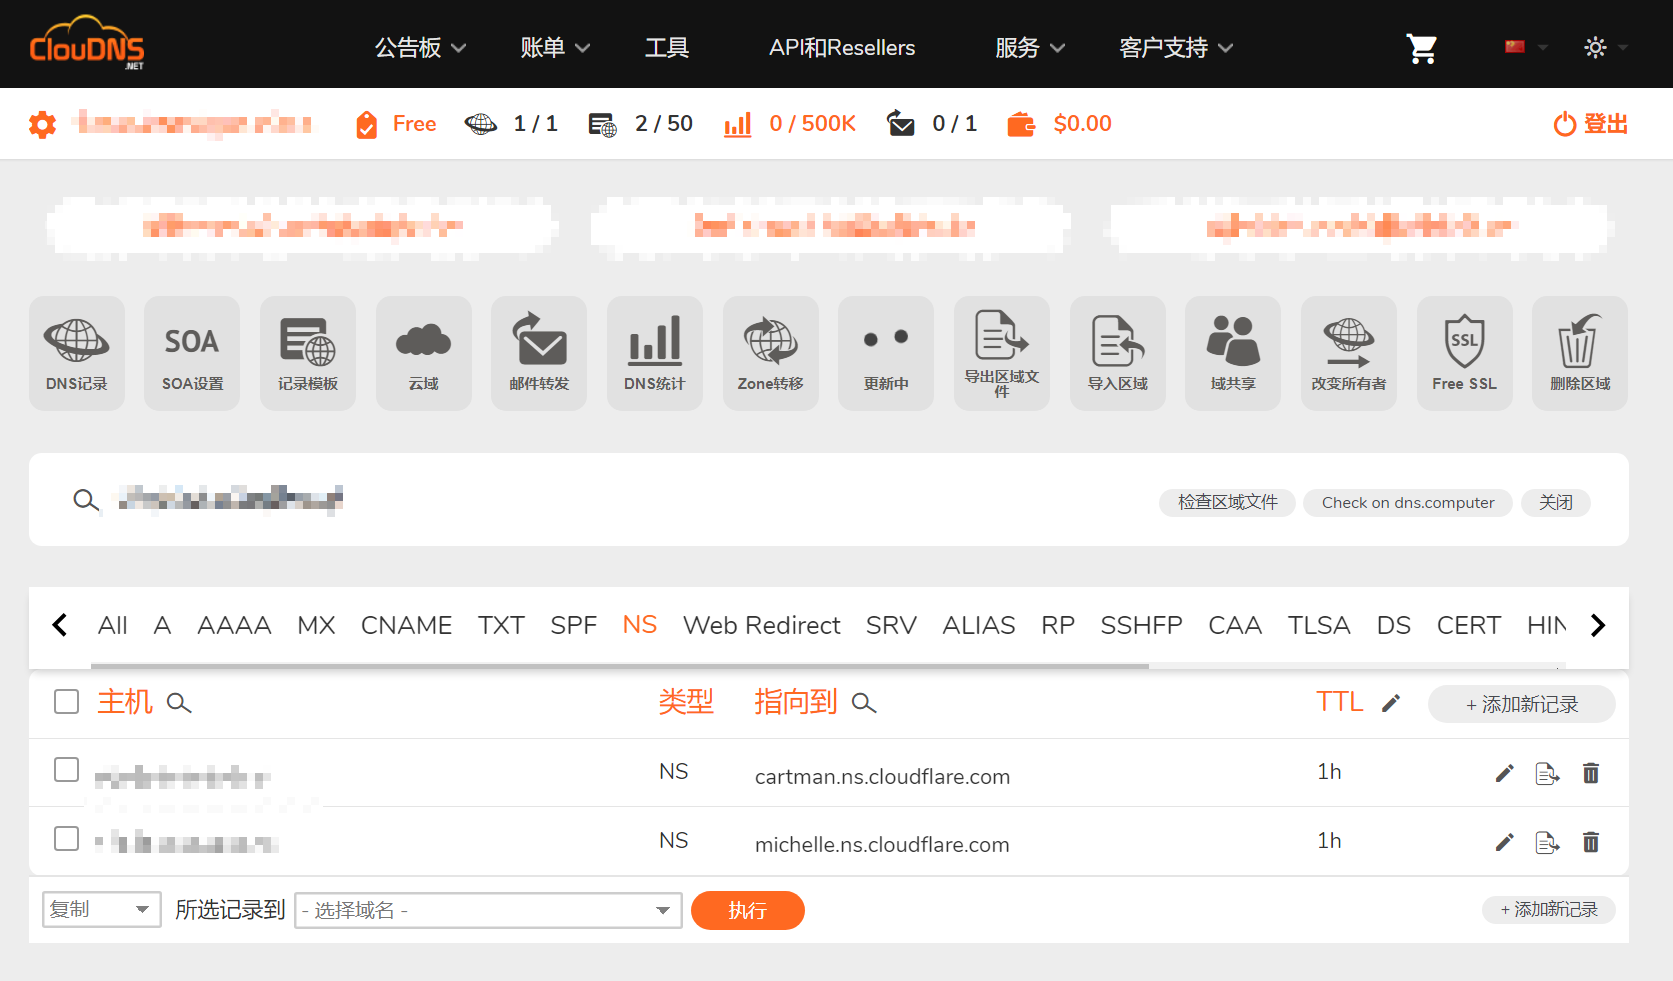 ClouDNS
.NET
公告板
账单
工具
API和Resellers
服务
客户支持
Free
1 / 1
2 / 50
0 / 500K
0 / 1
$0.00
登出
DNS记录
SOA
SOA设置
记录模板
云域
邮件转发
DNS统计
Zone转移
更新中
导出区域文件
导入区域
域共享
改变所有者
SSL
Free SSL
删除区域
检查区域文件
Check on dns.computer
关闭
All A AAAA MX CNAME TXT SPF NS Web Redirect SRV ALIAS RP SSHFP CAA TLSA DS CERT HIN
主机 类型 指向到 TTL + 添加新记录
NS cartman.ns.cloudflare.com 1h
NS michelle.ns.cloudflare.com 1h
复制 所选记录到 - 选择域名 - 执行 + 添加新记录